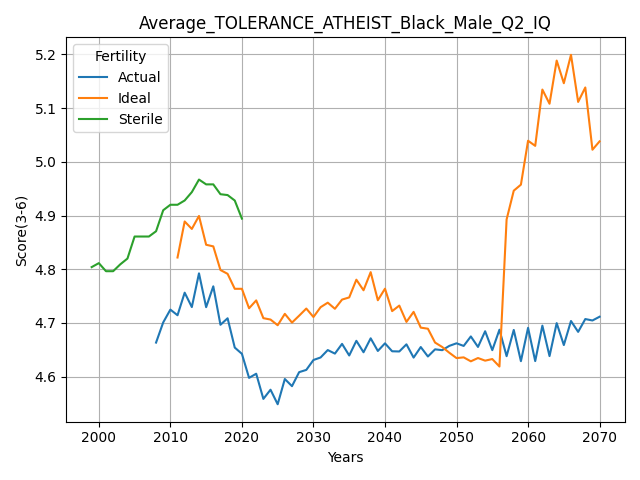 Average_TOLERANCE_ATHEIST_Black_Male_Q2_IQ
Fertility
Actual
Ideal
Sterile
Score(3-6)
5.2
5.1
5.0
4.9
4.8
4.7
4.6
2000 2010 2020 2030 2040 2050 2060 2070
Years